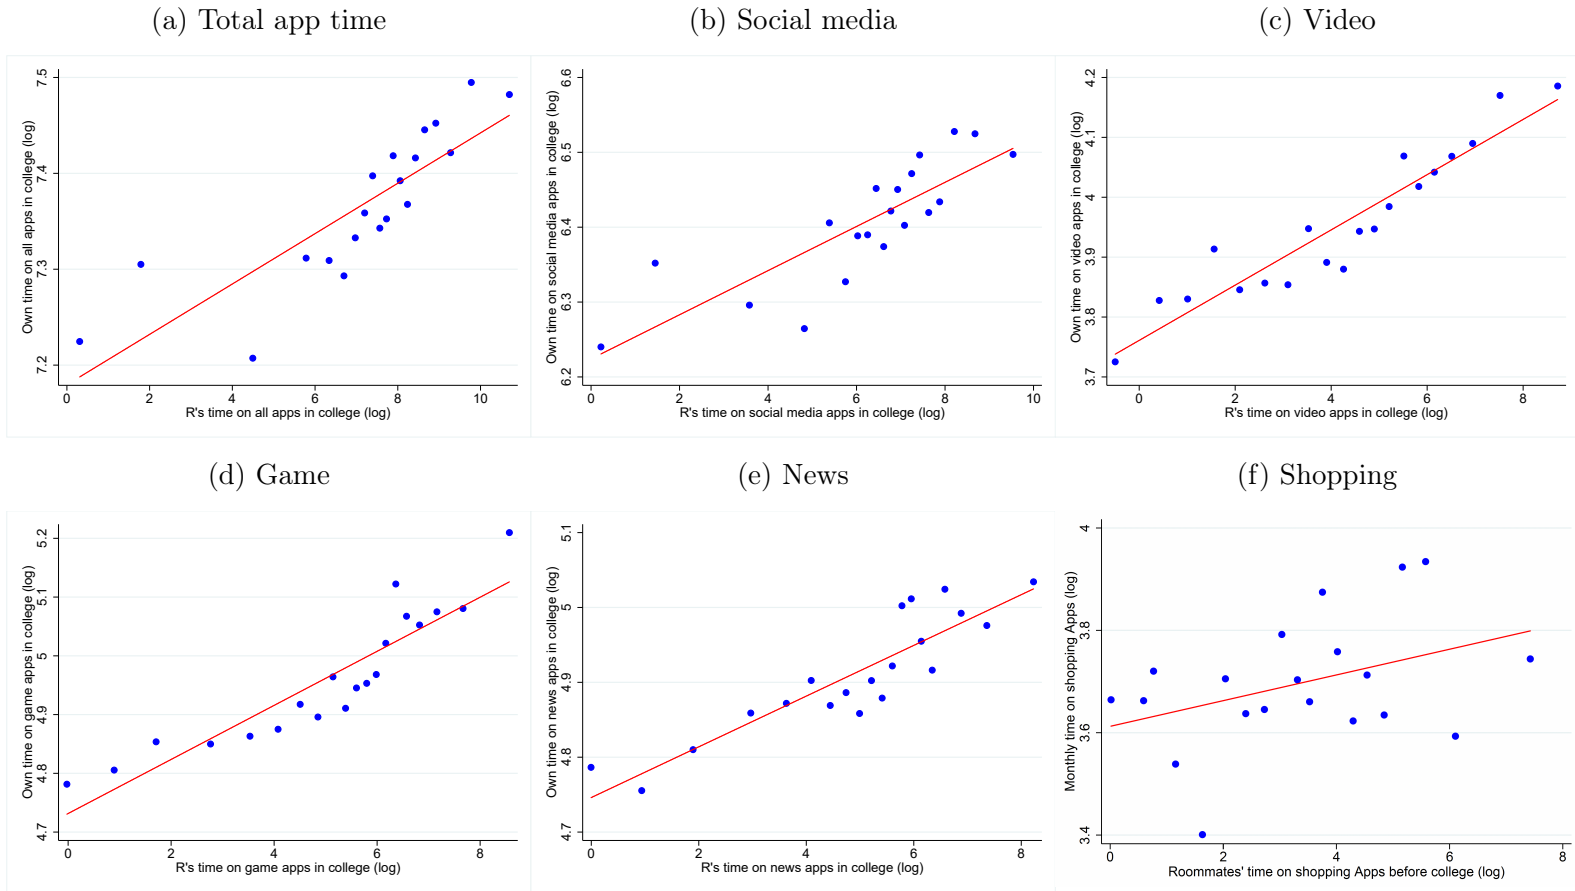 (a) Total app time
(b) Social media
(c) Video
Own time on all apps in college (log)
7.5
7.4
7.3
7.2
0 2 4 6 8 10
R's time on all apps in college (log)
Own time on social media apps in college (log)
6.6
6.5
6.4
6.3
6.2
0 2 4 6 8 10
R's time on social media apps in college (log)
Own time on video apps in college (log)
4.2
4.1
4
3.9
3.8
3.7
0 2 4 6 8
R's time on video apps in college (log)
(d) Game
(e) News
(f) Shopping
Own time on game apps in college (log)
5.2
5.1
5
4.9
4.8
4.7
0 2 4 6 8
R's time on game apps in college (log)
Own time on news apps in college (log)
5.1
5
4.9
4.8
4.7
0 2 4 6 8
R's time on news apps in college (log)
Monthly time on shopping Apps (log)
4
3.8
3.6
3.4
0 2 4 6 8
Roommates' time on shopping Apps before college (log)